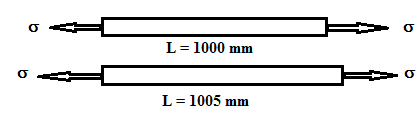 σ σ
L = 1000 mm
σ σ
L = 1005 mm